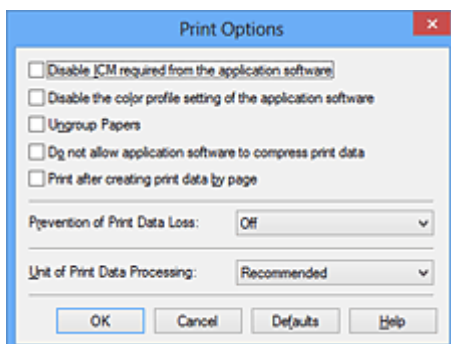 Print Options
Disable ICM required from the application software
Disable the color profile setting of the application software
Ungroup Papers
Do not allow application software to compress print data
Print after creating print data by page
Prevention of Print Data Loss: Off
Unit of Print Data Processing: Recommended
OK Cancel Defaults Help